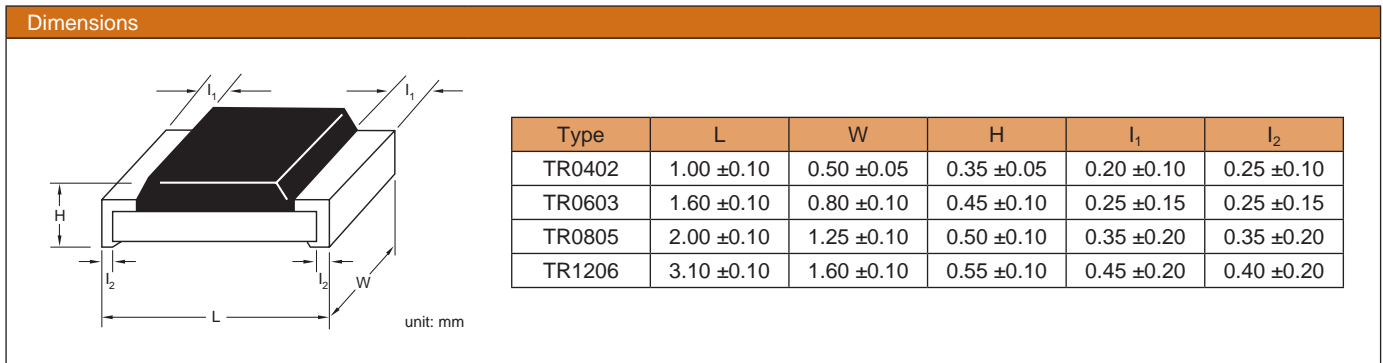 Dimensions
l₁ l₁
H
l₂ l₂ W
L
unit: mm
Type L W H l₁ l₂
TR0402 1.00 ±0.10 0.50 ±0.05 0.35 ±0.05 0.20 ±0.10 0.25 ±0.10
TR0603 1.60 ±0.10 0.80 ±0.10 0.45 ±0.10 0.25 ±0.15 0.25 ±0.15
TR0805 2.00 ±0.10 1.25 ±0.10 0.50 ±0.10 0.35 ±0.20 0.35 ±0.20
TR1206 3.10 ±0.10 1.60 ±0.10 0.55 ±0.10 0.45 ±0.20 0.40 ±0.20